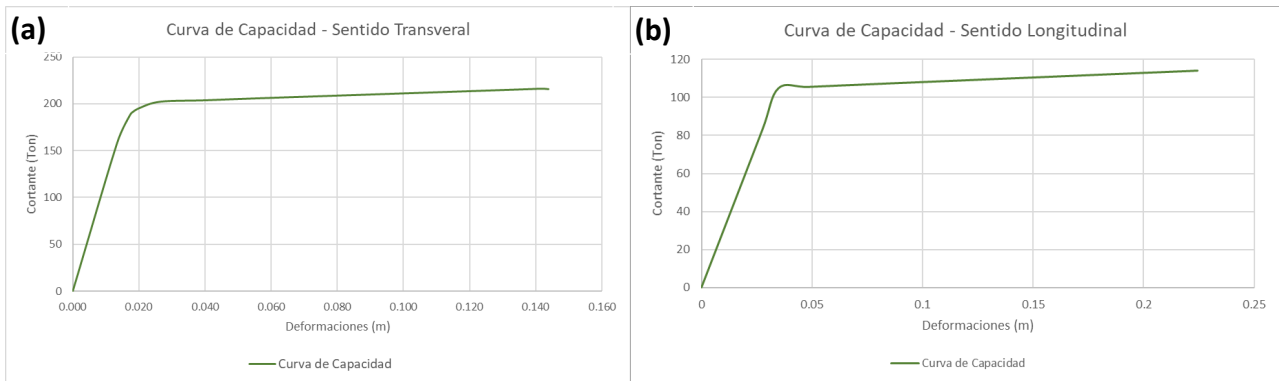 (a)
Curva de Capacidad - Sentido Transveral
250
200
150
100
50
0
Cortante (Ton)
0.000 0.020 0.040 0.060 0.080 0.100 0.120 0.140 0.160
Deformaciones (m)
Curva de Capacidad
(b)
Curva de Capacidad - Sentido Longitudinal
120
100
80
60
40
20
0
Cortante (Ton)
0 0.05 0.1 0.15 0.2 0.25
Deformaciones (m)
Curva de Capacidad